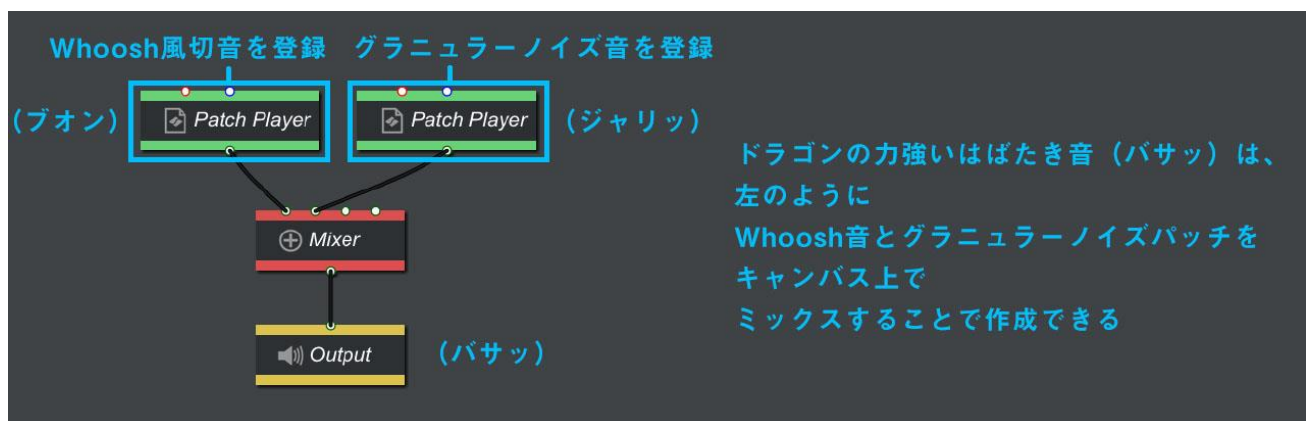 Whoosh風切音を登録
グラニュラーノイズ音を登録
(ブオン)
Patch Player
Patch Player
(ジャリッ)
Mixer
Output
(バサッ)
ドラゴンの力強いはばたき音(バサッ)は、
左のように
Whoosh音とグラニュラーノイズパッチを
キャンバス上で
ミックスすることで作成できる